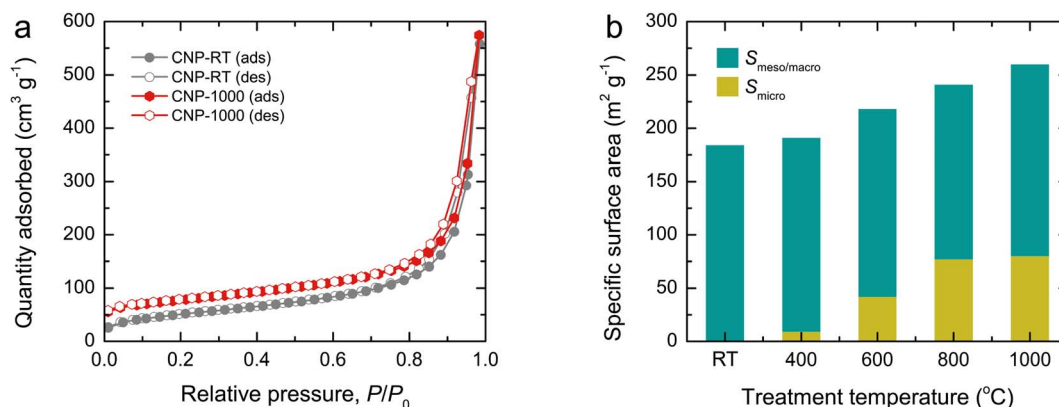 a
600
500
400
300
200
100
0
Quantity adsorbed (cm³ g⁻¹)
CNP-RT (ads)
CNP-RT (des)
CNP-1000 (ads)
CNP-1000 (des)
0.0
0.2
0.4
0.6
0.8
1.0
Relative pressure, P/P₀
b
300
250
200
150
100
50
0
Specific surface area (m² g⁻¹)
Smeso/macro
Smicro
RT
400
600
800
1000
Treatment temperature (°C)